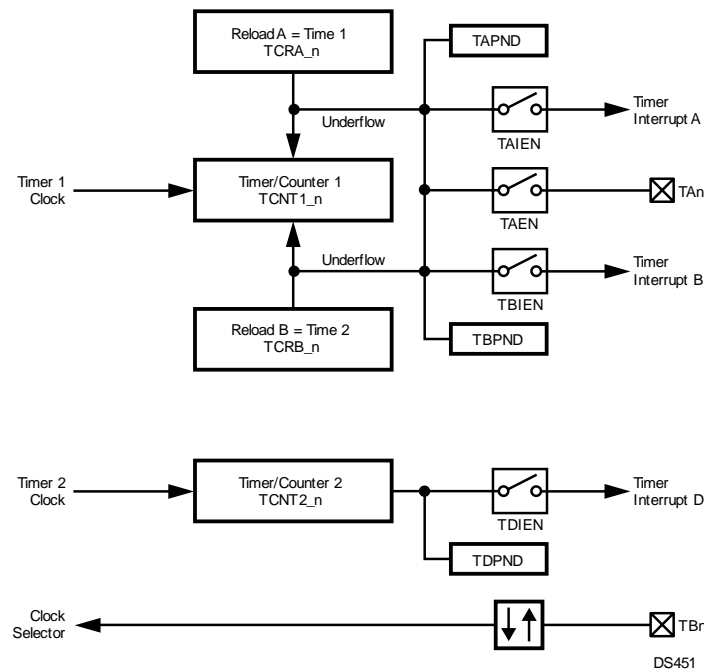 Reload A = Time 1
TCRA_n
TAPND
Underflow
Timer
Interrupt A
TAIEN
Timer 1
Clock
Timer/Counter 1
TCNT1_n
TAn
TAEN
Underflow
Timer
Interrupt B
TBIEN
Reload B = Time 2
TCRB_n
TBPND
Timer 2
Clock
Timer/Counter 2
TCNT2_n
Timer
Interrupt D
TDIEN
TDPND
Clock
Selector
TBn
DS451